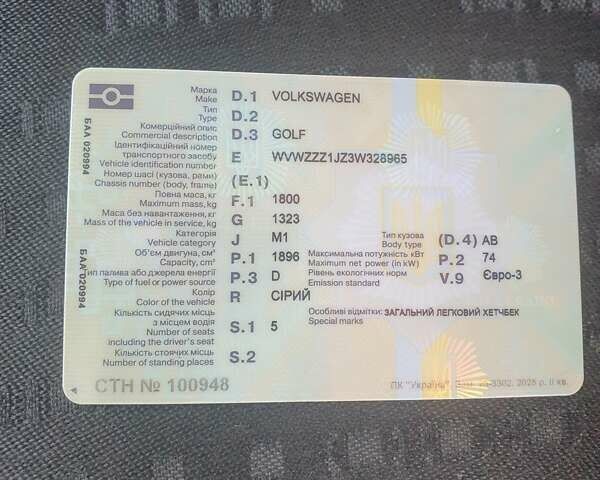 БАА 020994
БАА 020994
Марка
Make D.1 VOLKSWAGEN
Тип
Type D.2
Комерційний опис
Commercial description D.3 GOLF
Ідентифікаційний номер
транспортного засобу E WVWZZZ1JZ3W328965
Vehicle identification number
Номер шасі (кузова, рами)
Chassis number (body, frame) (E.1)
Повна маса, кг
Maximum mass, kg F.1 1800
Маса без навантаження, кг
Mass of the vehicle in service, kg G 1323
Категорія
Vehicle category J M1
Тип кузова
Body type (D.4) AB
Об'єм двигуна, см³
Capacity, cm³ P.1 1896
Максимальна потужність кВт
Maximum net power (in kW) P.2 74
Тип палива або джерела енергії
Type of fuel or power source P.3 D
Рівень екологічних норм
Emission standard V.9 Євро-3
Колір
Color of the vehicle R СІРИЙ
Кількість сидячих місць
з місцем водія
Number of seats S.1 5
including the driver's seat
Особливі відмітки: ЗАГАЛЬНИЙ ЛЕГКОВИЙ ХЕТЧБЕК
Special marks
Кількість стоячих місць
Number of standing places S.2
СТН № 100948
ПК "Україна". 3302. 2025 р. II кв.